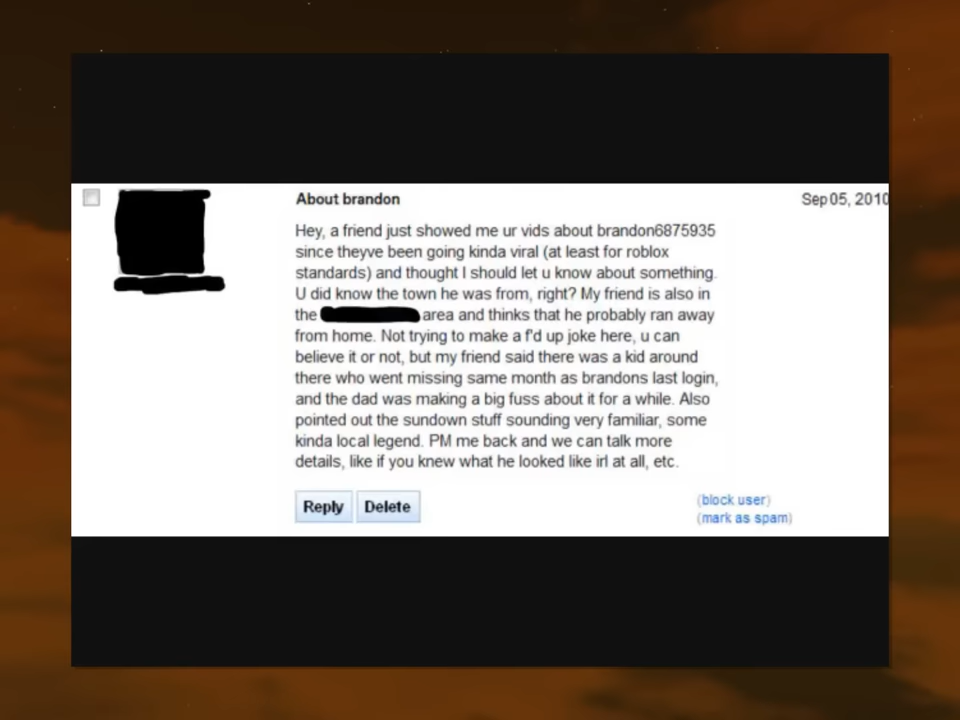 About brandon
Sep 05, 2010
Hey, a friend just showed me ur vids about brandon6875935
since theyve been going kinda viral (at least for roblox
standards) and thought I should let u know about something.
U did know the town he was from, right? My friend is also in
the area and thinks that he probably ran away
from home. Not trying to make a f'd up joke here, u can
believe it or not, but my friend said there was a kid around
there who went missing same month as brandons last login,
and the dad was making a big fuss about it for a while. Also
pointed out the sundown stuff sounding very familiar, some
kinda local legend. PM me back and we can talk more
details, like if you knew what he looked like irl at all, etc.
Reply Delete
(block user)
(mark as spam)